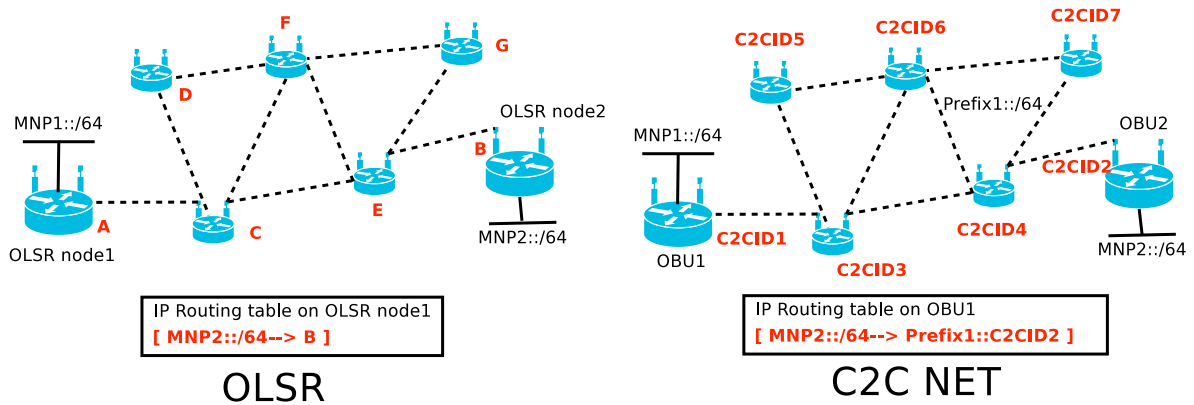 F
G
D
MNP1::/64
OLSR node2
B
A
C
E
OLSR node1
MNP2::/64
IP Routing table on OLSR node1
[ MNP2::/64--> B ]
OLSR
C2CID5
C2CID6
C2CID7
Prefix1::/64
MNP1::/64
OBU2
C2CID2
C2CID1
C2CID4
OBU1
C2CID3
MNP2::/64
IP Routing table on OBU1
[ MNP2::/64--> Prefix1::C2CID2 ]
C2C NET